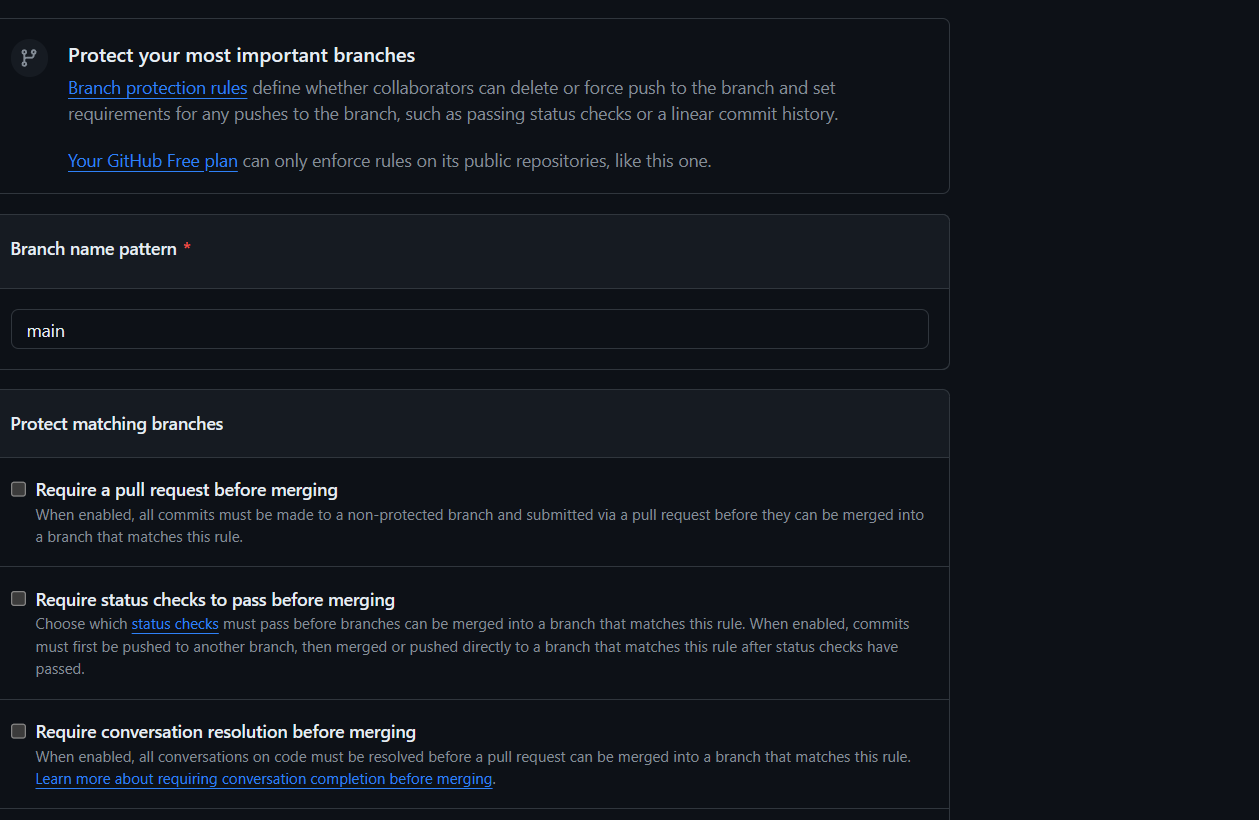 Protect your most important branches
Branch protection rules define whether collaborators can delete or force push to the branch and set
requirements for any pushes to the branch, such as passing status checks or a linear commit history.
Your GitHub Free plan can only enforce rules on its public repositories, like this one.
Branch name pattern *
main
Protect matching branches
Require a pull request before merging
When enabled, all commits must be made to a non-protected branch and submitted via a pull request before they can be merged into
a branch that matches this rule.
Require status checks to pass before merging
Choose which status checks must pass before branches can be merged into a branch that matches this rule. When enabled, commits
must first be pushed to another branch, then merged or pushed directly to a branch that matches this rule after status checks have
passed.
Require conversation resolution before merging
When enabled, all conversations on code must be resolved before a pull request can be merged into a branch that matches this rule.
Learn more about requiring conversation completion before merging.